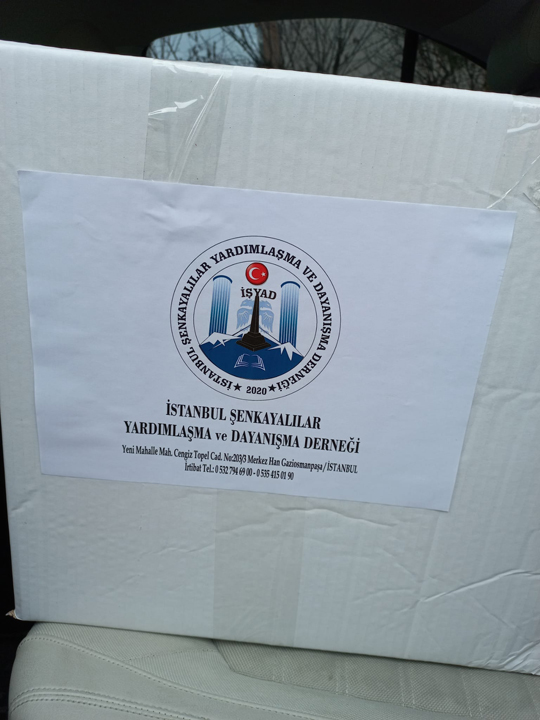 İSTANBUL ŞENKAYALILAR YARDIMLAŞMA VE DAYANIŞMA DERNEĞİ
İŞYAD
★ 2020 ★
İSTANBUL ŞENKAYALILAR
YARDIMLAŞMA ve DAYANIŞMA DERNEĞİ
Yeni Mahalle Mah. Cengiz Topel Cad. No:203/3 Merkez Han Gaziosmanpaşa / İSTANBUL
İrtibat Tel.: 0 532 794 69 00 - 0 535 415 01 90